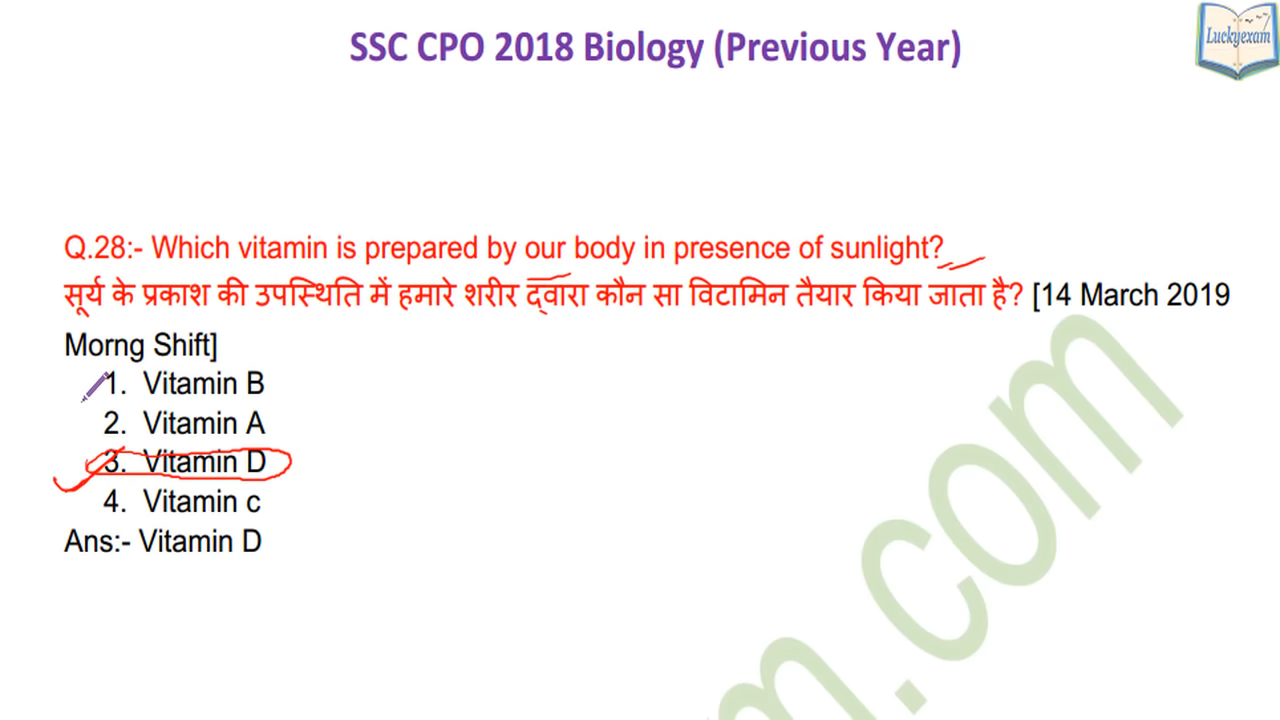 SSC CPO 2018 Biology (Previous Year)
Luckyexam
Q.28:- Which vitamin is prepared by our body in presence of sunlight?
सूर्य के प्रकाश की उपस्थिति में हमारे शरीर द्वारा कौन सा विटामिन तैयार किया जाता है? [14 March 2019
Morng Shift]
1. Vitamin B
2. Vitamin A
3. Vitamin D
4. Vitamin c
Ans:- Vitamin D
m.com